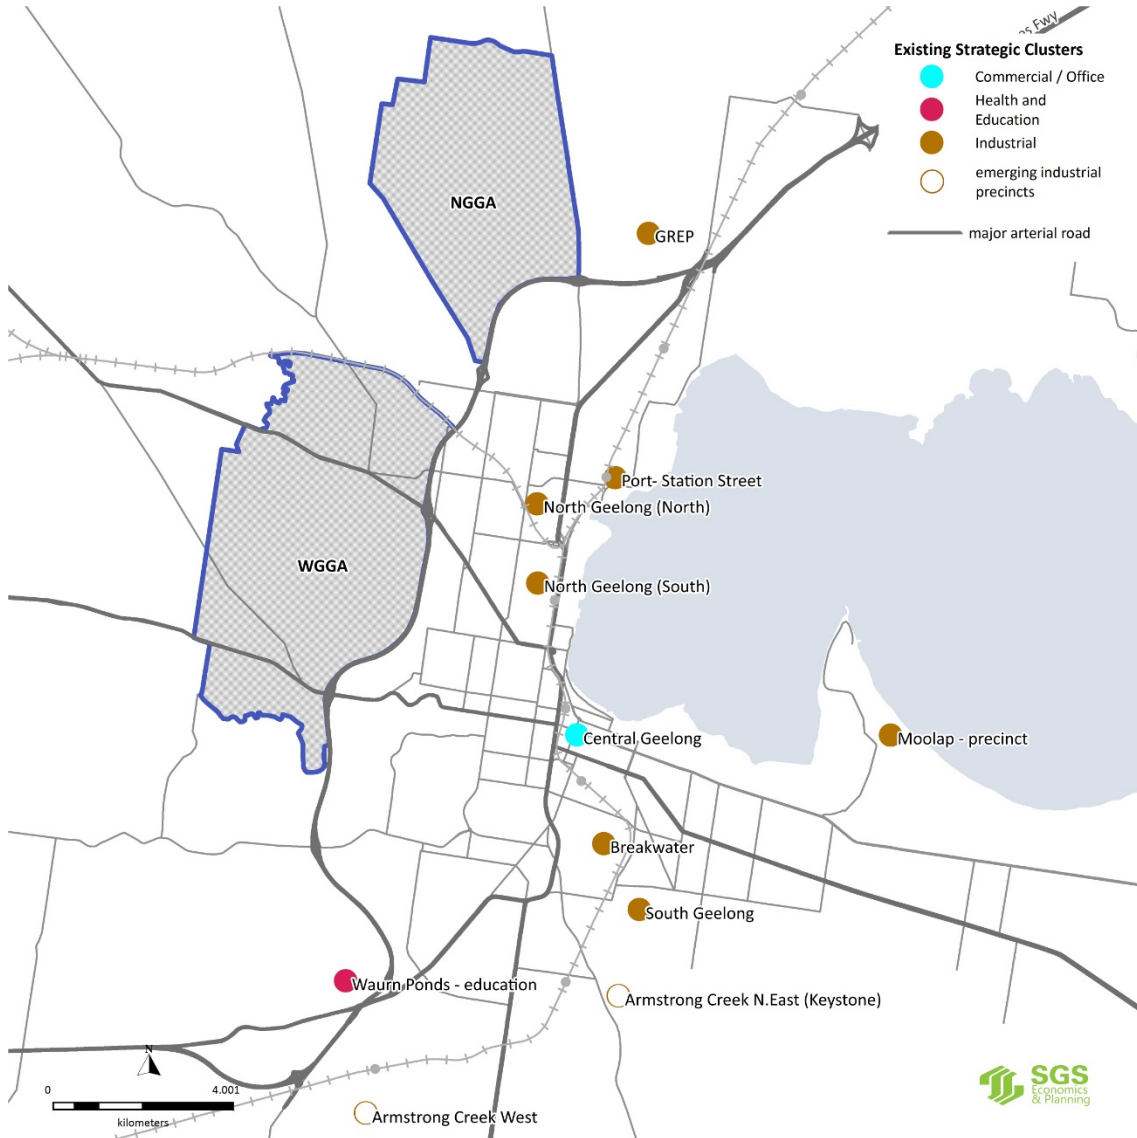 ns Fwy
Existing Strategic Clusters
Commercial / Office
Health and
Education
Industrial
emerging industrial
precincts
major arterial road
NGGA
GREP
Port- Station Street
North Geelong (North)
WGGA
North Geelong (South)
Central Geelong
Moolap - precinct
Breakwater
South Geelong
Waurn Ponds - education
Armstrong Creek N.East (Keystone)
N
0 4.001
kilometers
Armstrong Creek West
SGS
Economics
& Planning